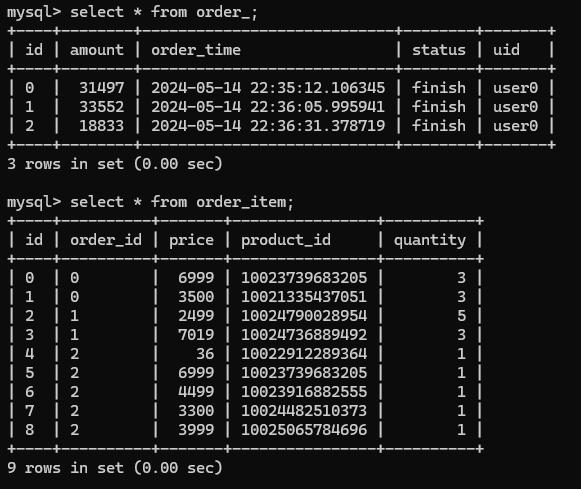 mysql> select * from order_;
+----+--------+----------------------------+--------+-------+
| id | amount | order_time                 | status | uid   |
+----+--------+----------------------------+--------+-------+
| 0  |  31497 | 2024-05-14 22:35:12.106345 | finish | user0 |
| 1  |  33552 | 2024-05-14 22:36:05.995941 | finish | user0 |
| 2  |  18833 | 2024-05-14 22:36:31.378719 | finish | user0 |
+----+--------+----------------------------+--------+-------+
3 rows in set (0.00 sec)

mysql> select * from order_item;
+----+----------+-------+----------------+----------+
| id | order_id | price | product_id     | quantity |
+----+----------+-------+----------------+----------+
| 0  | 0        |  6999 | 10023739683205 |        3 |
| 1  | 0        |  3500 | 10021335437051 |        3 |
| 2  | 1        |  2499 | 10024790028954 |        5 |
| 3  | 1        |  7019 | 10024736889492 |        3 |
| 4  | 2        |    36 | 10022912289364 |        1 |
| 5  | 2        |  6999 | 10023739683205 |        1 |
| 6  | 2        |  4499 | 10023916882555 |        1 |
| 7  | 2        |  3300 | 10024482510373 |        1 |
| 8  | 2        |  3999 | 10025065784696 |        1 |
+----+----------+-------+----------------+----------+
9 rows in set (0.00 sec)